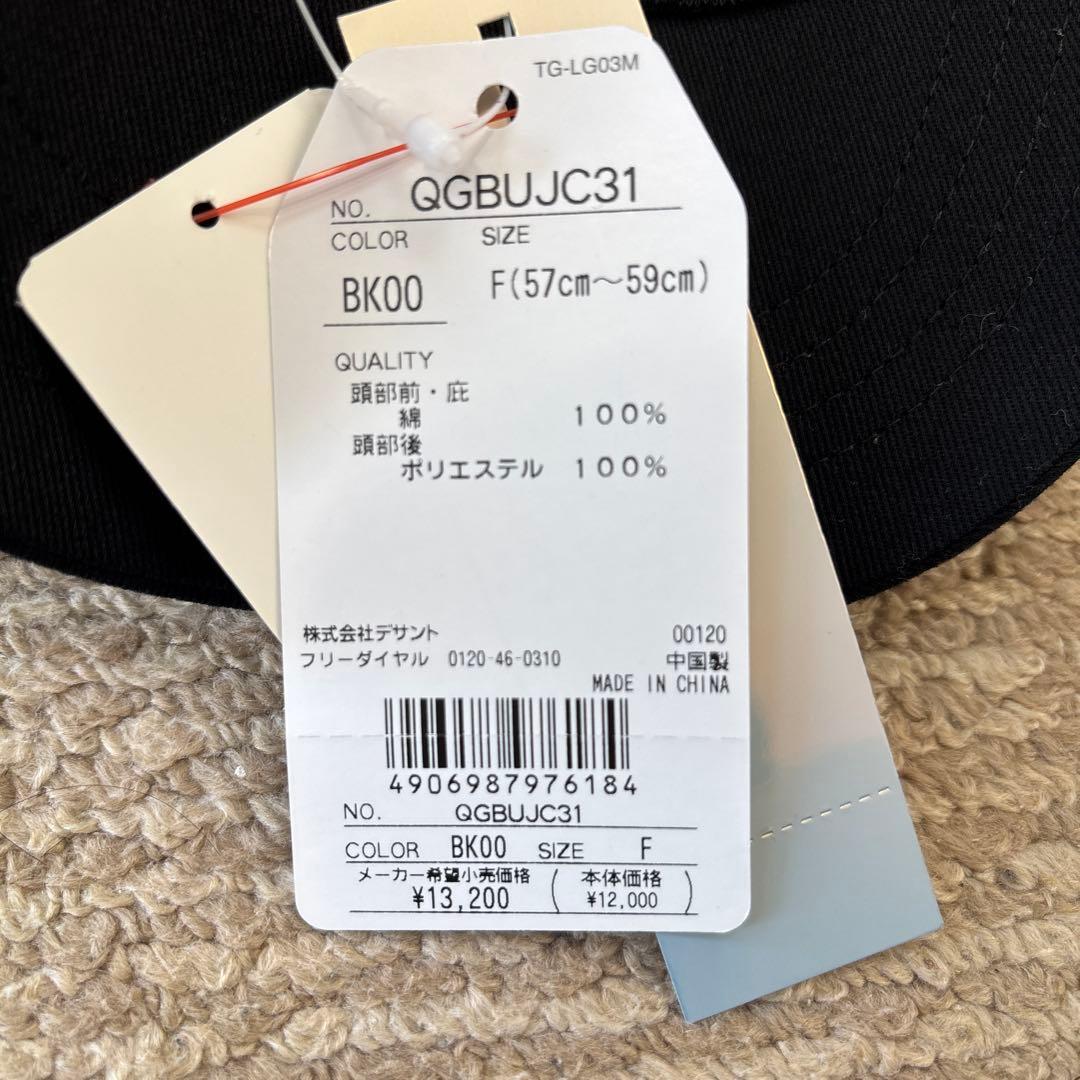 TG-LG03M
NO. QGBUJC31
COLOR SIZE
BK00 F(57cm〜59cm)
QUALITY
頭部前・庇
綿 100%
頭部後
ポリエステル 100%
株式会社デサント 00120
フリーダイヤル 0120-46-0310 中国製
MADE IN CHINA
4906987976184
NO. QGBUJC31
COLOR BK00 SIZE F
メーカー希望小売価格 (本体価格
¥13,200 ¥12,000)